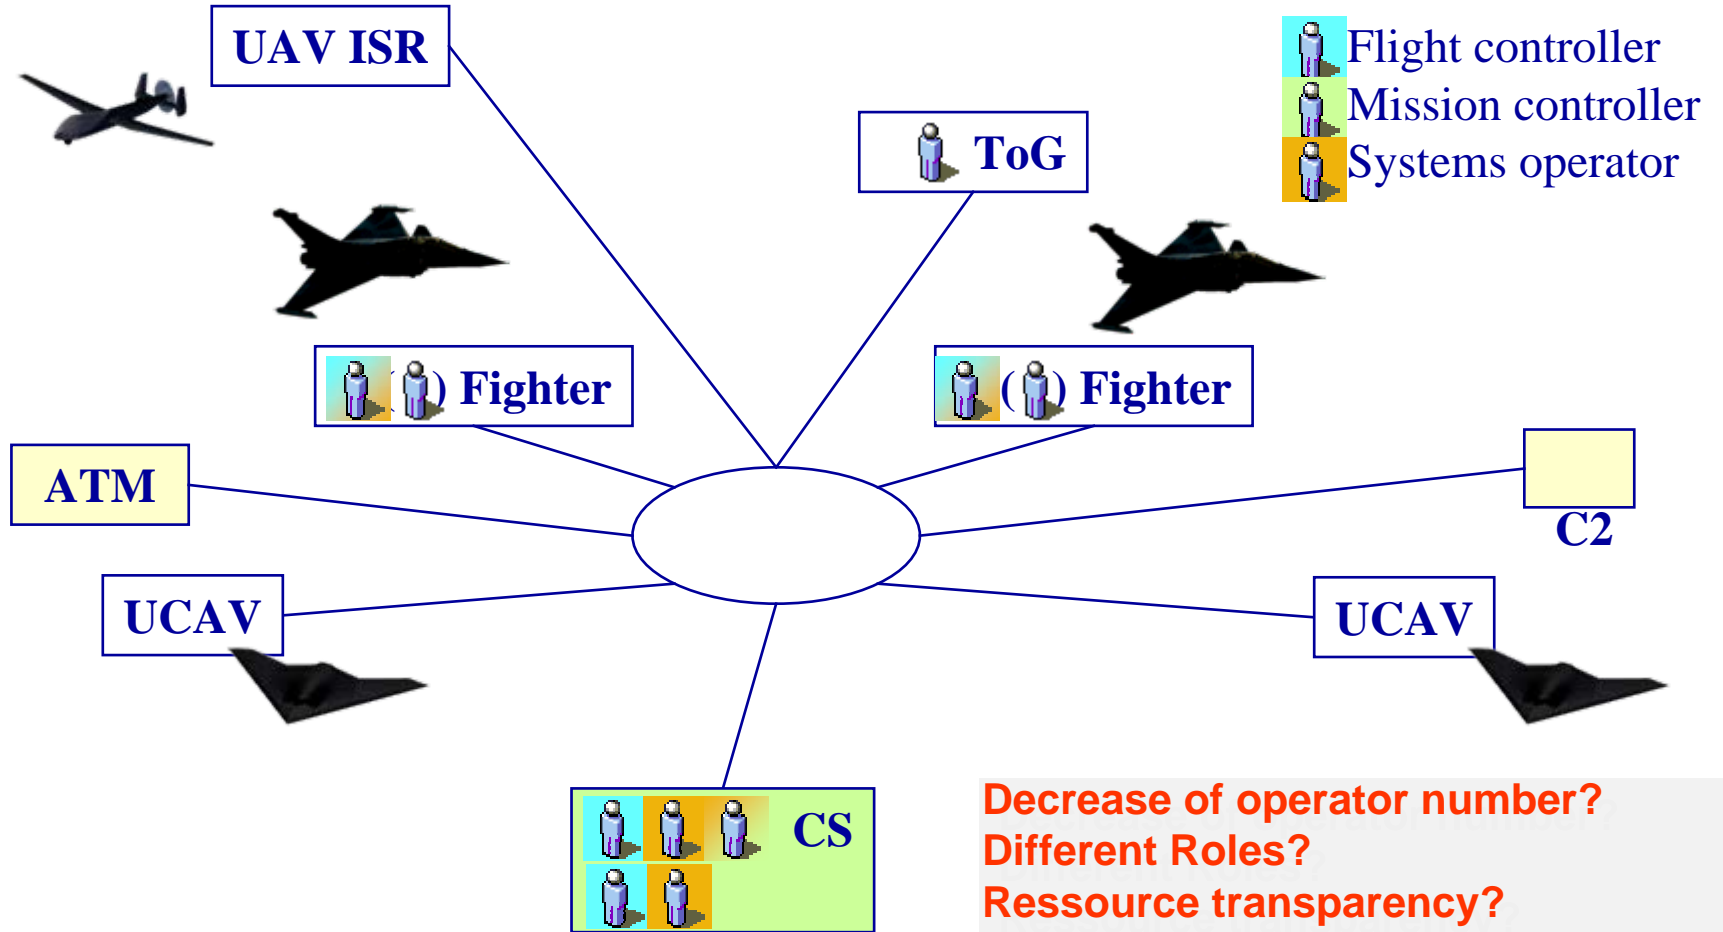 UAV ISR
Flight controller
Mission controller
Systems operator
ToG
( ) Fighter
( ) Fighter
ATM
C2
UCAV
UCAV
CS
Decrease of operator number?
Different Roles?
Ressource transparency?